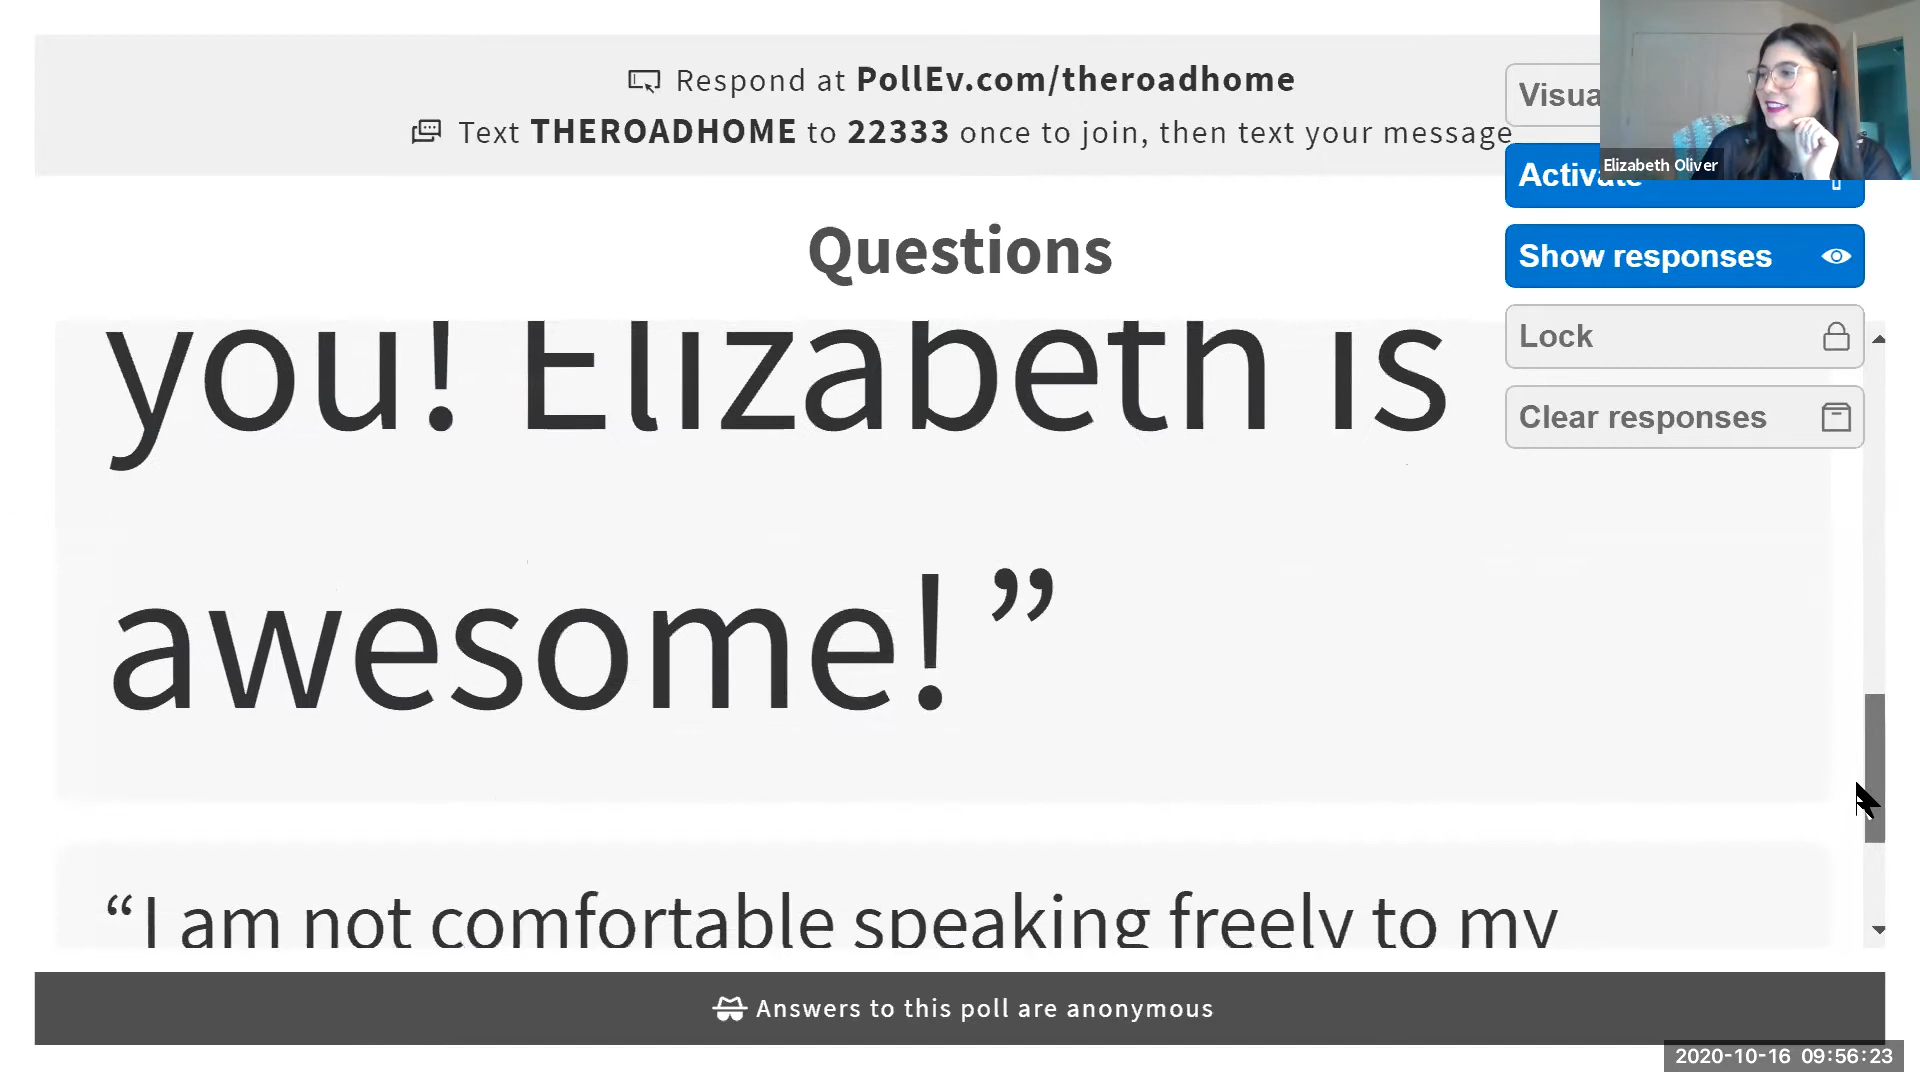 Respond at PollEv.com/theroadhome
Text THEROADHOME to 22333 once to join, then text your message
Visua
Elizabeth Oliver
Activate
Questions
Show responses
Lock
Clear responses
you! Elizabeth is
awesome!”
“I am not comfortable speaking freely to my
Answers to this poll are anonymous
2020-10-16 09:56:23